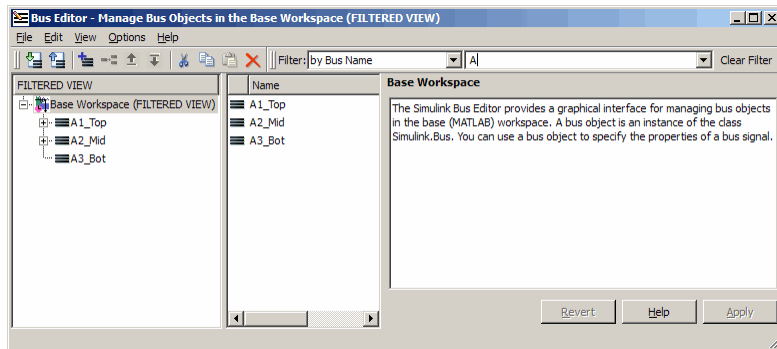 Bus Editor - Manage Bus Objects in the Base Workspace (FILTERED VIEW)
File Edit View Options Help
Filter: by Bus Name A Clear Filter
FILTERED VIEW
Base Workspace (FILTERED VIEW)
A1_Top
A2_Mid
A3_Bot
Name
A1_Top
A2_Mid
A3_Bot
Base Workspace
The Simulink Bus Editor provides a graphical interface for managing bus objects
in the base (MATLAB) workspace. A bus object is an instance of the class
Simulink.Bus. You can use a bus object to specify the properties of a bus signal.
Revert Help Apply